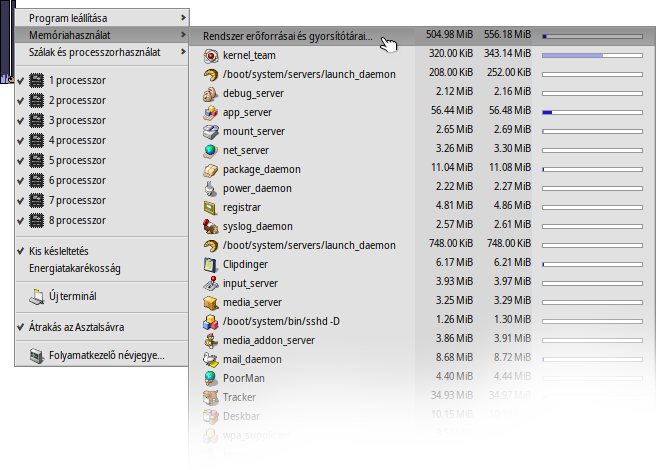 Program leállítása
Memóriahasználat
Szálak és processzorhasználat
1 processzor
2 processzor
3 processzor
4 processzor
5 processzor
6 processzor
7 processzor
8 processzor
Kis késleltetés
Energiatakarékosság
Új terminál
Átrakás az Asztalsávra
Folyamatkezelő névjegye...
Rendszer erőforrásai és gyorsítótárai... 504.98 MiB 556.18 MiB
kernel_team 320.00 KiB 343.14 MiB
/boot/system/servers/launch_daemon 208.00 KiB 252.00 KiB
debug_server 2.12 MiB 2.16 MiB
app_server 56.44 MiB 56.48 MiB
mount_server 2.65 MiB 2.69 MiB
net_server 3.26 MiB 3.30 MiB
package_daemon 11.04 MiB 11.08 MiB
power_daemon 2.22 MiB 2.27 MiB
registrar 4.81 MiB 4.86 MiB
syslog_daemon 2.57 MiB 2.61 MiB
/boot/system/servers/launch_daemon 748.00 KiB 748.00 KiB
Clipdinger 6.17 MiB 6.21 MiB
input_server 3.93 MiB 3.97 MiB
media_server 3.25 MiB 3.29 MiB
/boot/system/bin/sshd -D 1.26 MiB 1.30 MiB
media_addon_server 3.86 MiB 3.91 MiB
mail_daemon 8.68 MiB 8.72 MiB
PoorMan 4.40 MiB 4.44 MiB
Tracker 34.93 MiB 34.97 MiB
Deskbar 10.15 MiB
wpa_supplicant